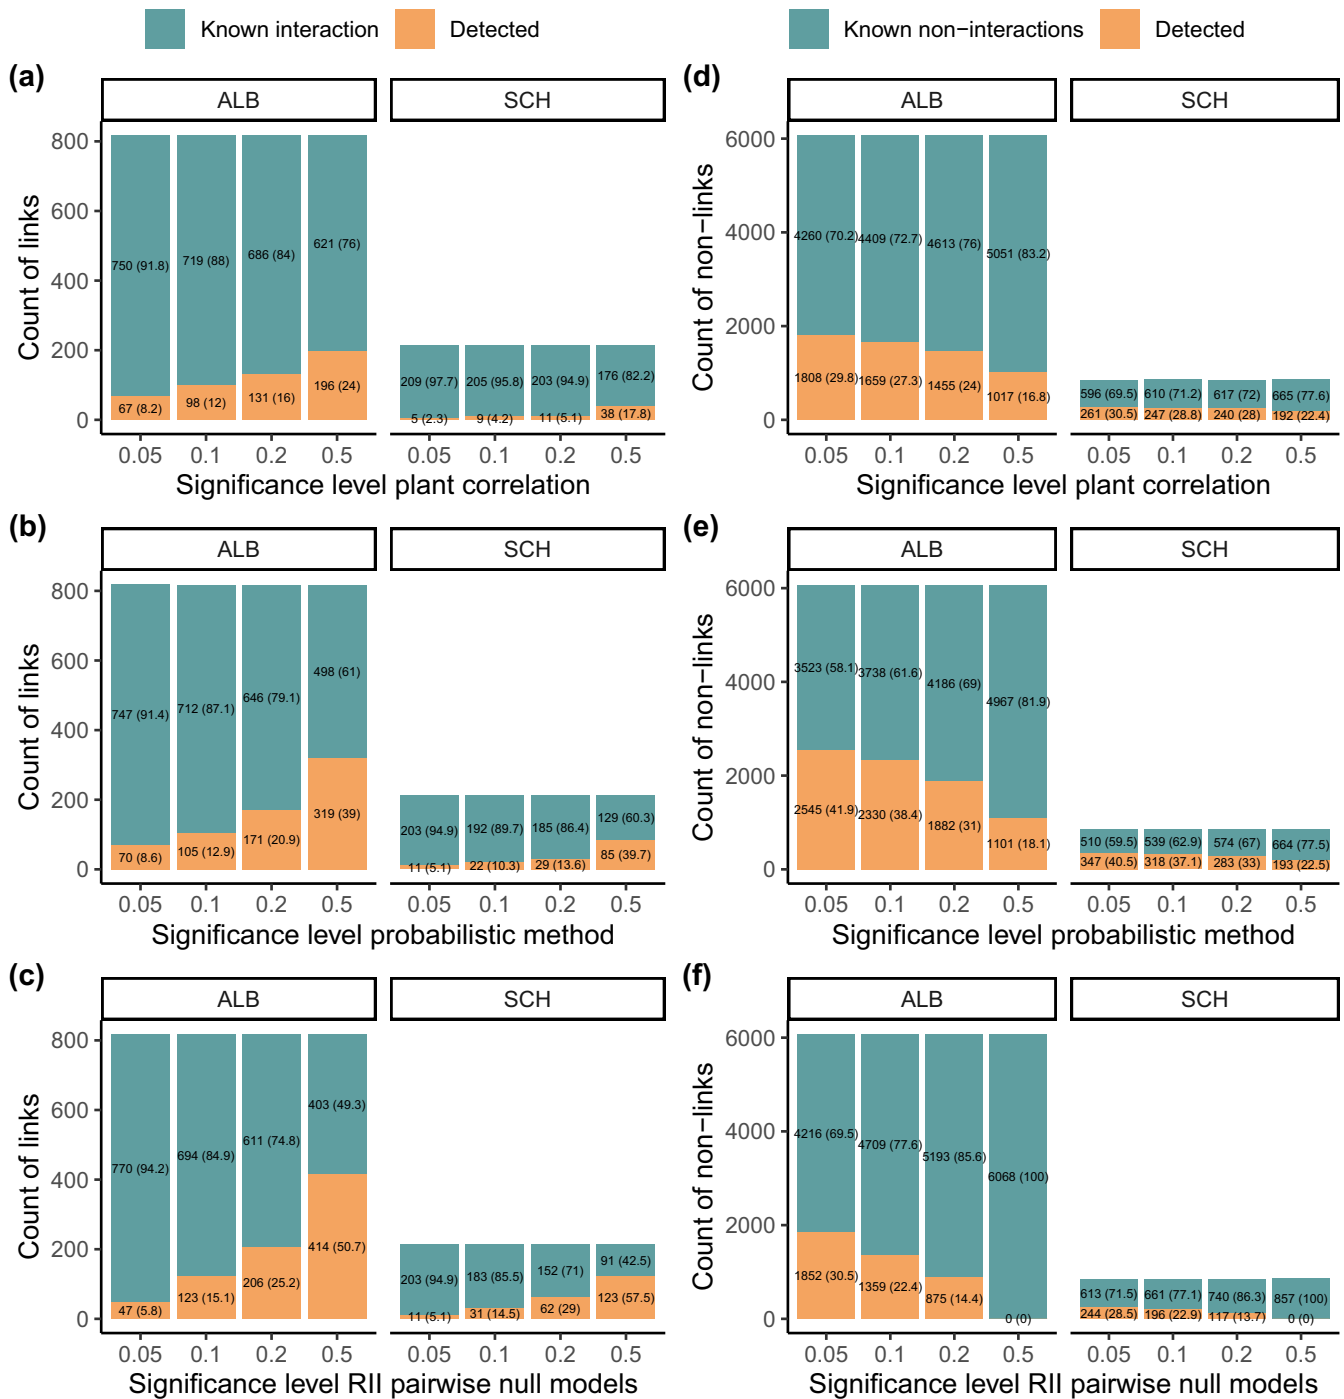 Known interaction Detected
Known non−interactions Detected
(a)
ALB SCH
Count of links
800
600
400
200
0
750 (91.8) 719 (88) 686 (84) 621 (76)
67 (8.2) 98 (12) 131 (16) 196 (24)
209 (97.7) 205 (95.8) 203 (94.9) 176 (82.2)
5 (2.3) 9 (4.2) 11 (5.1) 38 (17.8)
0.05 0.1 0.2 0.5 0.05 0.1 0.2 0.5
Significance level plant correlation
(d)
ALB SCH
Count of non−links
6000
4000
2000
0
4260 (70.2) 4409 (72.7) 4613 (76) 5051 (83.2)
1808 (29.8) 1659 (27.3) 1455 (24) 1017 (16.8)
596 (69.5) 610 (71.2) 617 (72) 665 (77.6)
261 (30.5) 247 (28.8) 240 (28) 192 (22.4)
0.05 0.1 0.2 0.5 0.05 0.1 0.2 0.5
Significance level plant correlation
(b)
ALB SCH
Count of links
800
600
400
200
0
747 (91.4) 712 (87.1) 646 (79.1) 498 (61)
70 (8.6) 105 (12.9) 171 (20.9) 319 (39)
203 (94.9) 192 (89.7) 185 (86.4) 129 (60.3)
11 (5.1) 22 (10.3) 29 (13.6) 85 (39.7)
0.05 0.1 0.2 0.5 0.05 0.1 0.2 0.5
Significance level probabilistic method
(e)
ALB SCH
Count of non−links
6000
4000
2000
0
3523 (58.1) 3738 (61.6) 4186 (69) 4967 (81.9)
2545 (41.9) 2330 (38.4) 1882 (31) 1101 (18.1)
510 (59.5) 539 (62.9) 574 (67) 664 (77.5)
347 (40.5) 318 (37.1) 283 (33) 193 (22.5)
0.05 0.1 0.2 0.5 0.05 0.1 0.2 0.5
Significance level probabilistic method
(c)
ALB SCH
Count of links
800
600
400
200
0
770 (94.2) 694 (84.9) 611 (74.8) 403 (49.3)
47 (5.8) 123 (15.1) 206 (25.2) 414 (50.7)
203 (94.9) 183 (85.5) 152 (71) 91 (42.5)
11 (5.1) 31 (14.5) 62 (29) 123 (57.5)
0.05 0.1 0.2 0.5 0.05 0.1 0.2 0.5
Significance level RII pairwise null models
(f)
ALB SCH
Count of non−links
6000
4000
2000
0
4216 (69.5) 4709 (77.6) 5193 (85.6) 6068 (100)
1852 (30.5) 1359 (22.4) 875 (14.4) 0 (0)
613 (71.5) 661 (77.1) 740 (86.3) 857 (100)
244 (28.5) 196 (22.9) 117 (13.7) 0 (0)
0.05 0.1 0.2 0.5 0.05 0.1 0.2 0.5
Significance level RII pairwise null models